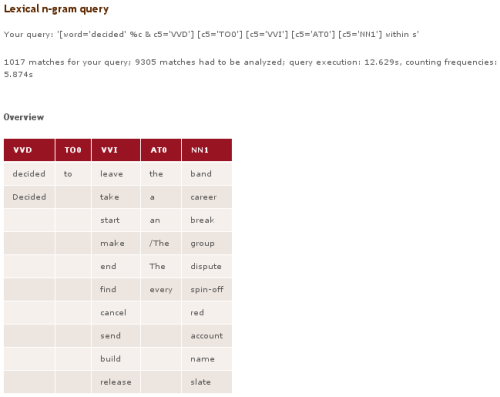 Lexical n-gram query
Your query: '[word='decided' %c & c5='VVD'] [c5='TO0'] [c5='VVI'] [c5='AT0'] [c5='NN1'] within s'
1017 matches for your query; 9305 matches had to be analyzed; query execution: 12.629s, counting frequencies:
5.874s
Overview
VVD TO0 VVI AT0 NN1
decided to leave the band
Decided take a career
start an break
make /The group
end The dispute
find every spin-off
cancel red
send account
build name
release slate